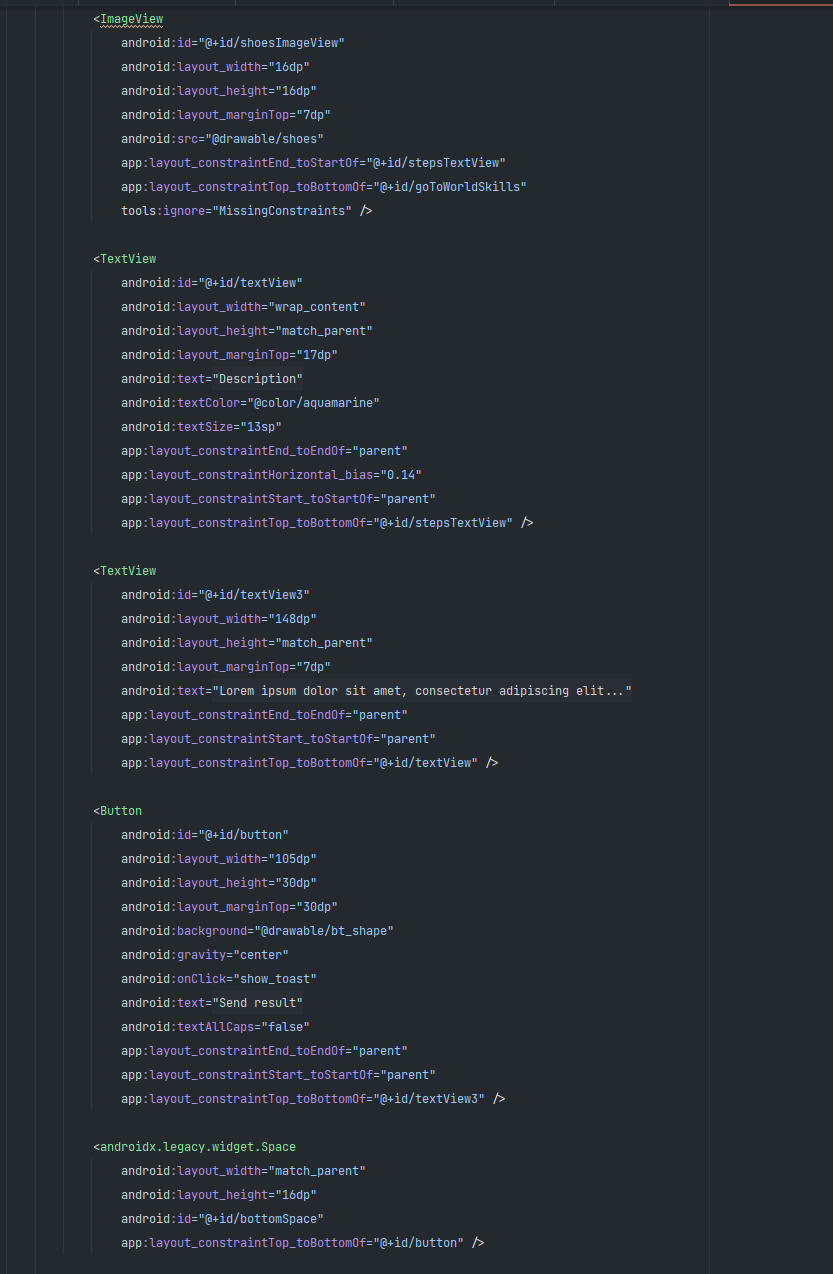 <ImageView
android:id="@+id/shoesImageView"
android:layout_width="16dp"
android:layout_height="16dp"
android:layout_marginTop="7dp"
android:src="@drawable/shoes"
app:layout_constraintEnd_toStartOf="@+id/stepsTextView"
app:layout_constraintTop_toBottomOf="@+id/goToWorldSkills"
tools:ignore="MissingConstraints" />
<TextView
android:id="@+id/textView"
android:layout_width="wrap_content"
android:layout_height="match_parent"
android:layout_marginTop="17dp"
android:text="Description"
android:textColor="@color/aquamarine"
android:textSize="13sp"
app:layout_constraintEnd_toEndOf="parent"
app:layout_constraintHorizontal_bias="0.14"
app:layout_constraintStart_toStartOf="parent"
app:layout_constraintTop_toBottomOf="@+id/stepsTextView" />
<TextView
android:id="@+id/textView3"
android:layout_width="148dp"
android:layout_height="match_parent"
android:layout_marginTop="7dp"
android:text="Lorem ipsum dolor sit amet, consectetur adipiscing elit..."
app:layout_constraintEnd_toEndOf="parent"
app:layout_constraintStart_toStartOf="parent"
app:layout_constraintTop_toBottomOf="@+id/textView" />
<Button
android:id="@+id/button"
android:layout_width="105dp"
android:layout_height="30dp"
android:layout_marginTop="30dp"
android:background="@drawable/bt_shape"
android:gravity="center"
android:onClick="show_toast"
android:text="Send result"
android:textAllCaps="false"
app:layout_constraintEnd_toEndOf="parent"
app:layout_constraintStart_toStartOf="parent"
app:layout_constraintTop_toBottomOf="@+id/textView3" />
<androidx.legacy.widget.Space
android:layout_width="match_parent"
android:layout_height="16dp"
android:id="@+id/bottomSpace"
app:layout_constraintTop_toBottomOf="@+id/button" />